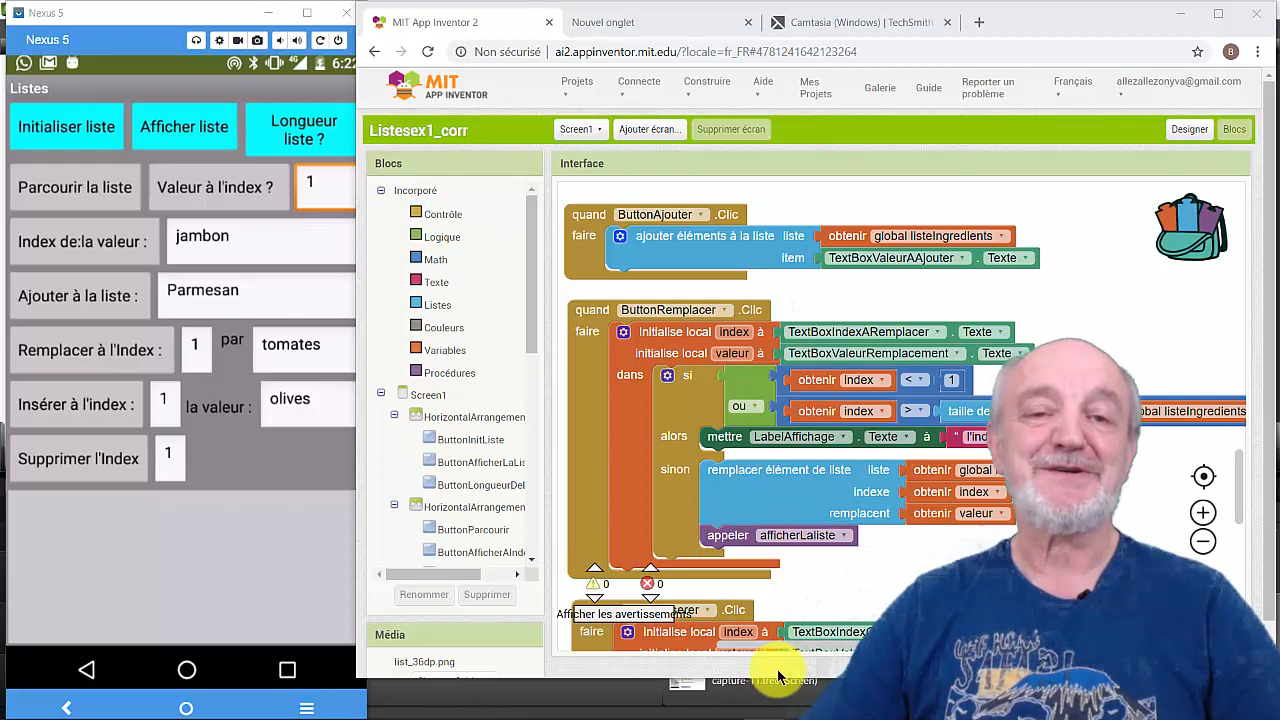 Nexus 5
Nexus 5
6:22
Listes
Initialiser liste
Afficher liste
Longueur
liste ?
Parcourir la liste
Valeur à l'index ?
1
Index de:la valeur :
jambon
Ajouter à la liste :
Parmesan
Remplacer à l'Index :
1
par
tomates
Insérer à l'index :
1
la valeur :
olives
Supprimer l'Index
1
MIT App Inventor 2
Nouvel onglet
Camtasia (Windows) | TechSmith
Non sécurisé
ai2.appinventor.mit.edu/?locale=fr_FR#4781241642123264
B
MIT
APP INVENTOR
Projets
Connecte
Construire
Aide
Mes
Projets
Galerie
Guide
Reporter un
problème
Français
allezallezonyva@gmail.com
Listesex1_corr
Screen1
Ajouter écran...
Supprimer écran
Designer
Blocs
Blocs
Incorporé
Contrôle
Logique
Math
Texte
Listes
Couleurs
Variables
Procédures
Screen1
HorizontalArrangemen
ButtonInitListe
ButtonAfficherLaLis
ButtonLongueurDeL
HorizontalArrangemen
ButtonParcourir
ButtonAfficherAInde
Renommer
Supprimer
Média
list_36dp.png
Interface
quand ButtonAjouter .Clic
faire ajouter éléments à la liste liste obtenir global listeIngredients
item TextBoxValeurAAjouter . Texte
quand ButtonRemplacer .Clic
faire initialise local index à TextBoxIndexARemplacer . Texte
initialise local valeur à TextBoxValeurRemplacement . Texte
dans si obtenir index < 1
ou obtenir index > taille de obal listeIngredients
alors mettre LabelAffichage . Texte à " l'ind
sinon remplacer élément de liste liste obtenir globa
indexe obtenir index
remplacent obtenir valeur
appeler afficherLaliste
0
0
Afficher les avertissements
erer .Clic
faire initialise local index à TextBoxIndex